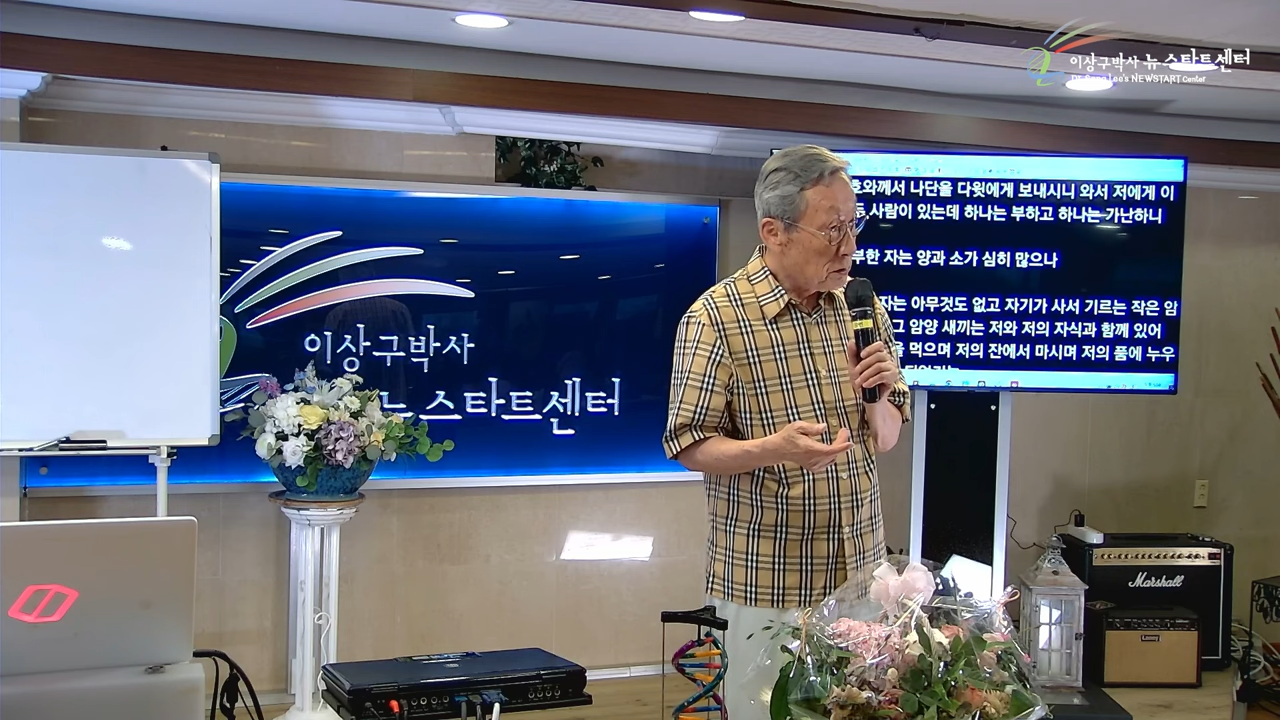 이상구박사 뉴스타트센터
Dr. Sang Lee's NEWSTART Center
호와께서 나단을 다윗에게 보내시니 와서 저에게 이
사람이 있는데 하나는 부하고 하나는 가난하니
부한 자는 양과 소가 심히 많으나
자는 아무것도 없고 자기가 사서 기르는 작은 암
그 암양 새끼는 저와 저의 자식과 함께 있어
먹으며 저의 잔에서 마시며 저의 품에 누우
이상구박사
뉴스타트센터
Marshall
Laney